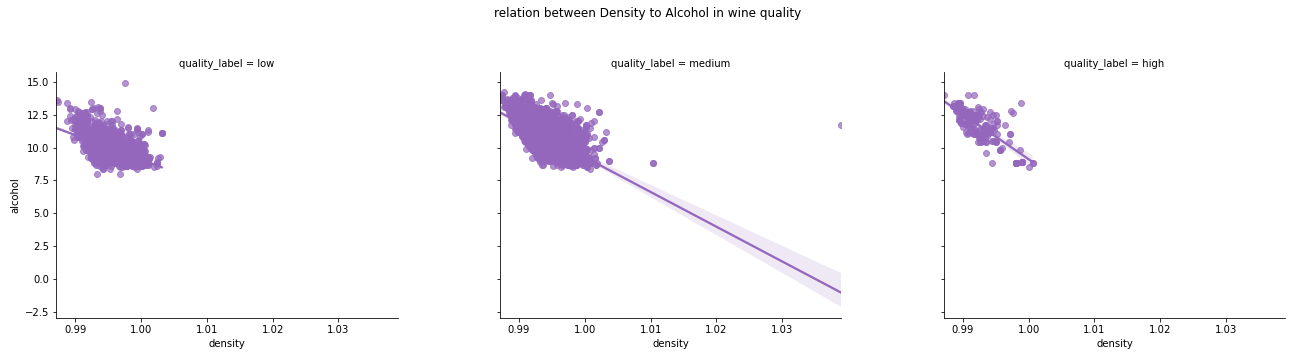 relation between Density to Alcohol in wine quality
quality_label = low
quality_label = medium
quality_label = high
15.0
12.5
10.0
7.5
5.0
2.5
0.0
−2.5
alcohol
0.99 1.00 1.01 1.02 1.03
0.99 1.00 1.01 1.02 1.03
0.99 1.00 1.01 1.02 1.03
density
density
density